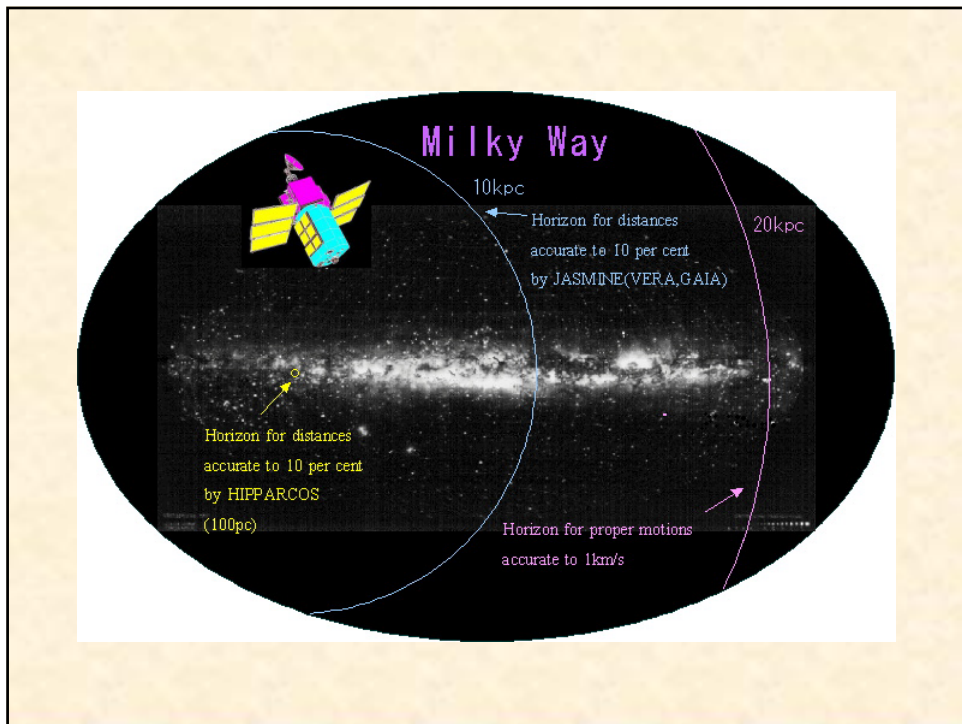 Milky Way
10kpc
Horizon for distances
accurate to 10 per cent
by JASMINE(VERA,GAIA)
20kpc
Horizon for distances
accurate to 10 per cent
by HIPPARCOS
(100pc)
Horizon for proper motions
accurate to 1km/s